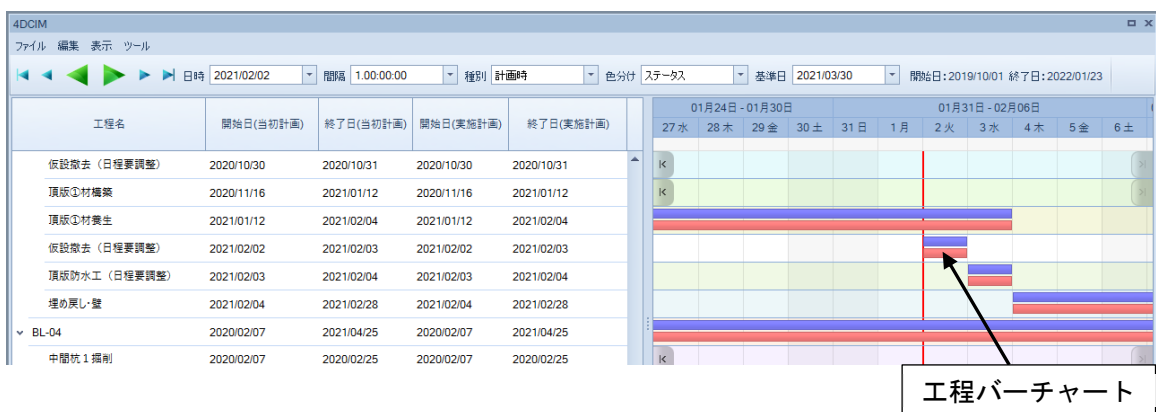 4DCIM
ファイル 編集 表示 ツール
日時 2021/02/02 間隔 1.00:00:00 種別 計画時 色分け ステータス 基準日 2021/03/30 開始日:2019/10/01 終了日:2022/01/23
工程名 開始日(当初計画) 終了日(当初計画) 開始日(実施計画) 終了日(実施計画) 01月24日 - 01月30日 01月31日 - 02月06日
27 水 28 木 29 金 30 土 31 日 1 月 2 火 3 水 4 木 5 金 6 土
仮設撤去（日程要調整） 2020/10/30 2020/10/31 2020/10/30 2020/10/31
頂版①材構築 2020/11/16 2021/01/12 2020/11/16 2021/01/12
頂版①材養生 2021/01/12 2021/02/04 2021/01/12 2021/02/04
仮設撤去（日程要調整） 2021/02/02 2021/02/03 2021/02/02 2021/02/03
頂版防水工（日程要調整） 2021/02/03 2021/02/04 2021/02/03 2021/02/04
埋め戻し・壁 2021/02/04 2021/02/28 2021/02/04 2021/02/28
BL-04 2020/02/07 2021/04/25 2020/02/07 2021/04/25
中間杭１掘削 2020/02/07 2020/02/25 2020/02/07 2020/02/25
工程バーチャート